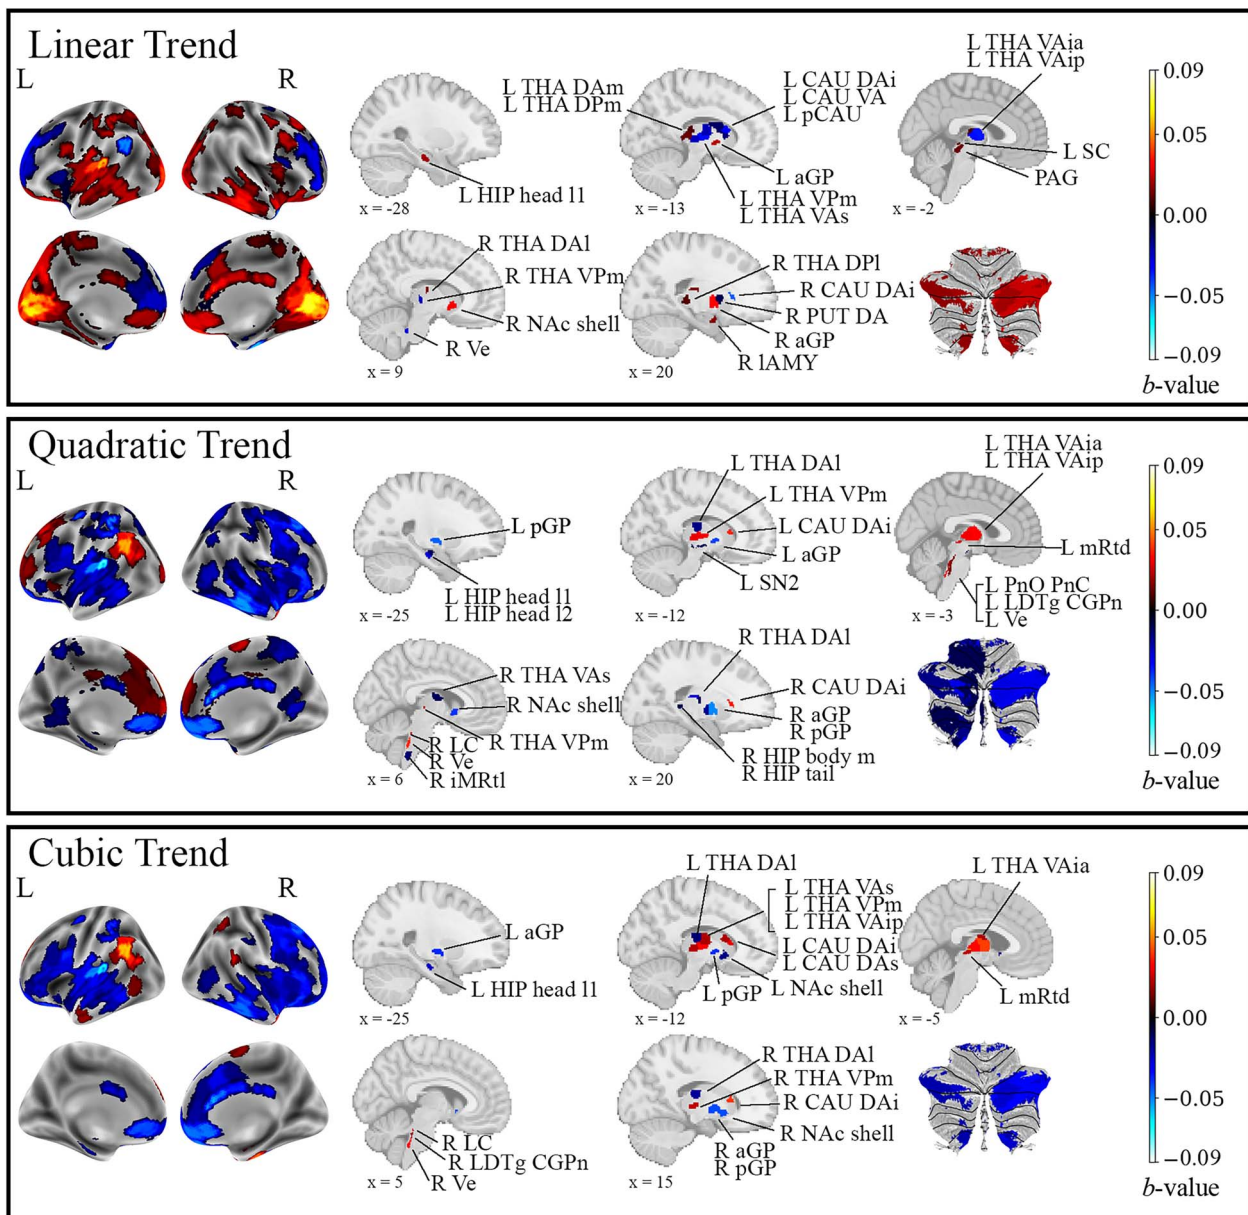 Linear Trend
L
R
L THA DAm
L THA DPm
L HIP head l1
x = -28
L CAU DAi
L CAU VA
L pCAU
L aGP
L THA VPm
L THA VAs
x = -13
L THA VAia
L THA VAip
L SC
PAG
x = -2
R THA DAl
R THA VPm
R NAc shell
R Ve
x = 9
R THA DPl
R CAU DAi
R PUT DA
R aGP
R lAMY
x = 20
0.09
0.05
0.00
−0.05
−0.09
b-value
Quadratic Trend
L
R
L pGP
L HIP head l1
L HIP head l2
x = -25
L THA DAl
L THA VPm
L CAU DAi
L aGP
L SN2
x = -12
L THA VAia
L THA VAip
L mRtd
L PnO PnC
L LDTg CGPn
L Ve
x = -3
R THA VAs
R NAc shell
R THA VPm
R LC
R Ve
R iMRtl
x = 6
R THA DAl
R CAU DAi
R aGP
R pGP
R HIP body m
R HIP tail
x = 20
0.09
0.05
0.00
−0.05
−0.09
b-value
Cubic Trend
L
R
L aGP
L HIP head l1
x = -25
L THA DAl
L THA VAs
L THA VPm
L THA VAip
L CAU DAi
L CAU DAs
L NAc shell
L pGP
x = -12
L THA VAia
L mRtd
x = -5
R LC
R LDTg CGPn
R Ve
x = 5
R THA DAl
R THA VPm
R CAU DAi
R NAc shell
R aGP
R pGP
x = 15
0.09
0.05
0.00
−0.05
−0.09
b-value